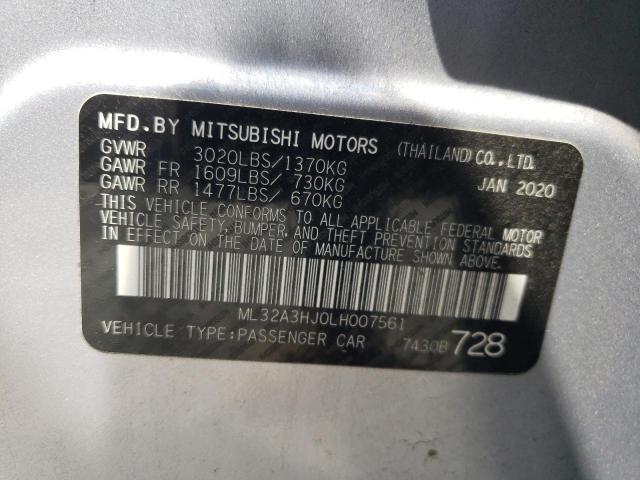 MFD.BY MITSUBISHI MOTORS (THAILAND) CO., LTD.
GVWR 3020LBS/1370KG
GAWR FR 1609LBS/ 730KG JAN 2020
GAWR RR 1477LBS/ 670KG
THIS VEHICLE CONFORMS TO ALL APPLICABLE FEDERAL MOTOR
VEHICLE SAFETY, BUMPER, AND THEFT PREVENTION STANDARDS
IN EFFECT ON THE DATE OF MANUFACTURE SHOWN ABOVE.
ML32A3HJ0LH007561
VEHICLE TYPE:PASSENGER CAR 7430B 728